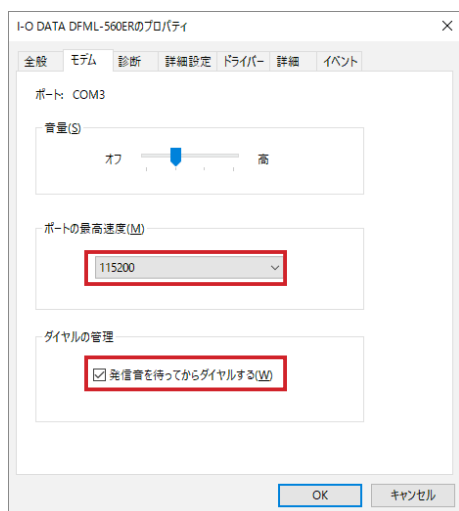 I-O DATA DFML-560ERのプロパティ
全般 モデム 診断 詳細設定 ドライバー 詳細 イベント
ポート: COM3
音量(S)
オフ 高
ポートの最高速度(M)
115200
ダイヤルの管理
発信音を待ってからダイヤルする(W)
OK キャンセル